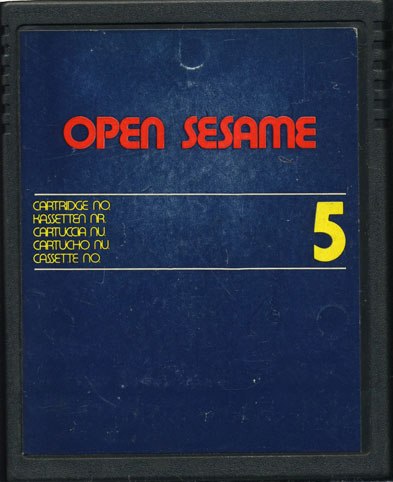 OPEN SESAME
CARTRIDGE NO.
KASSETTEN NR.
CARTUCCIA NU.
CARTUCHO NU.
CASSETTE NO.
5